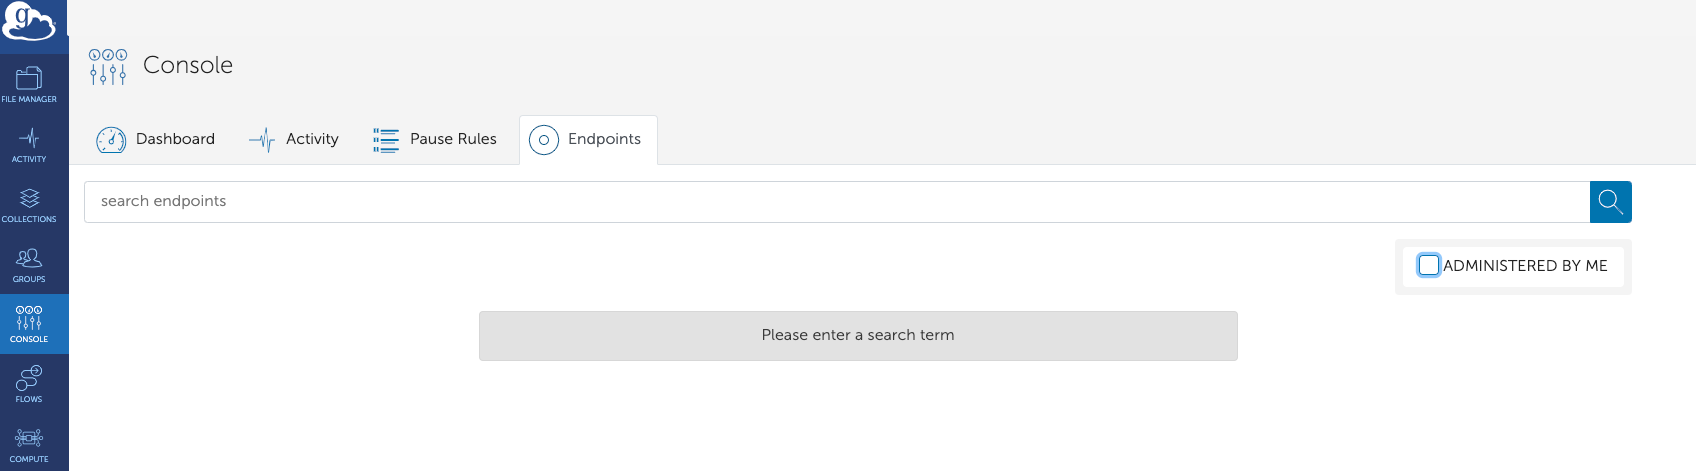 g
Console
FILE MANAGER
Dashboard
Activity
Pause Rules
Endpoints
ACTIVITY
search endpoints
COLLECTIONS
ADMINISTERED BY ME
GROUPS
Please enter a search term
CONSOLE
FLOWS
COMPUTE